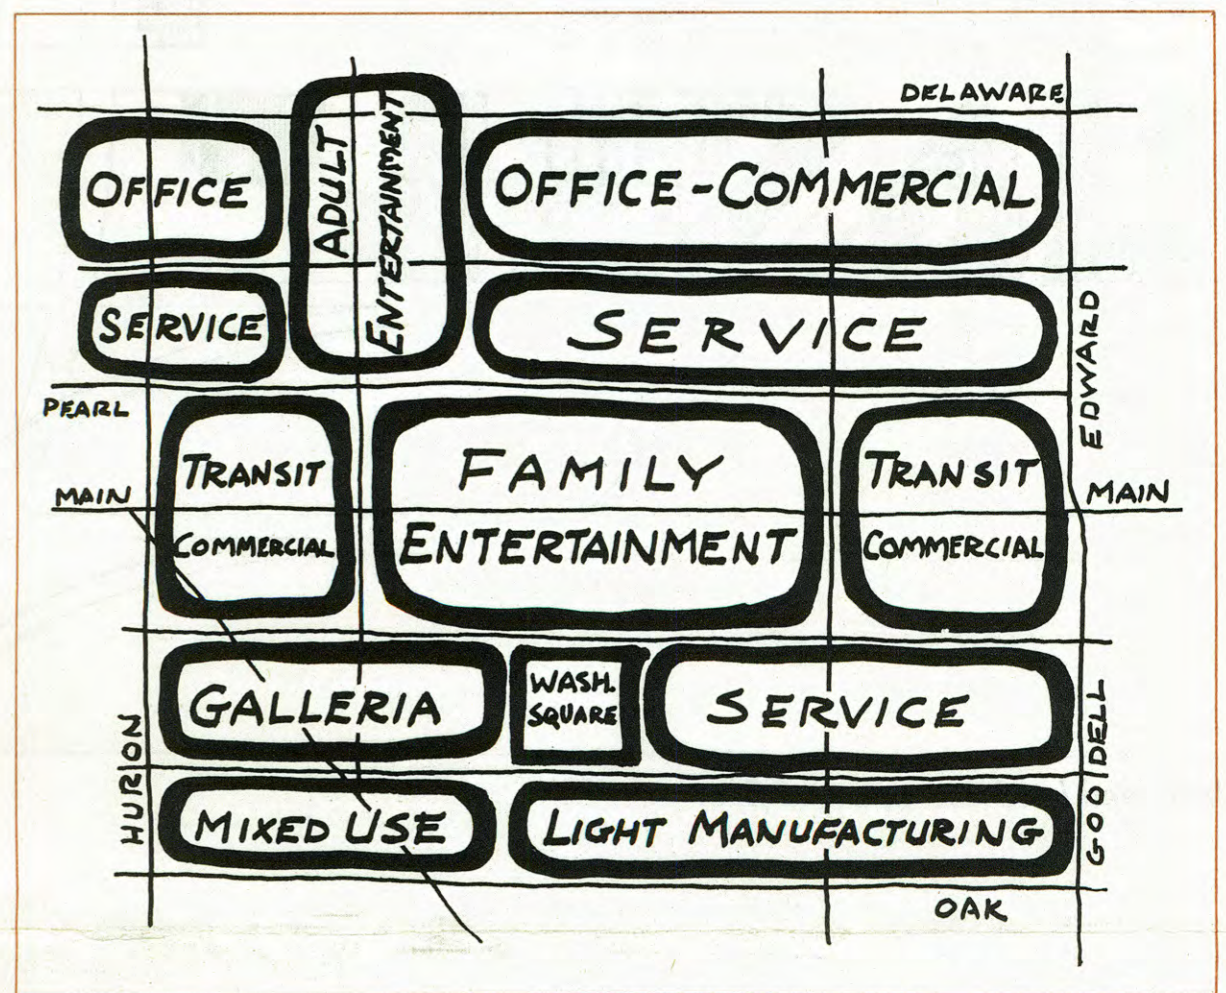 DELAWARE
OFFICE
ADULT
ENTERTAINMENT
OFFICE-COMMERCIAL
SERVICE
SERVICE
EDWARD
PEARL
TRANSIT
COMMERCIAL
FAMILY
ENTERTAINMENT
TRANSIT
COMMERCIAL
MAIN
MAIN
GALLERIA
WASH.
SQUARE
SERVICE
HURON
GOODELL
MIXED USE
LIGHT MANUFACTURING
OAK